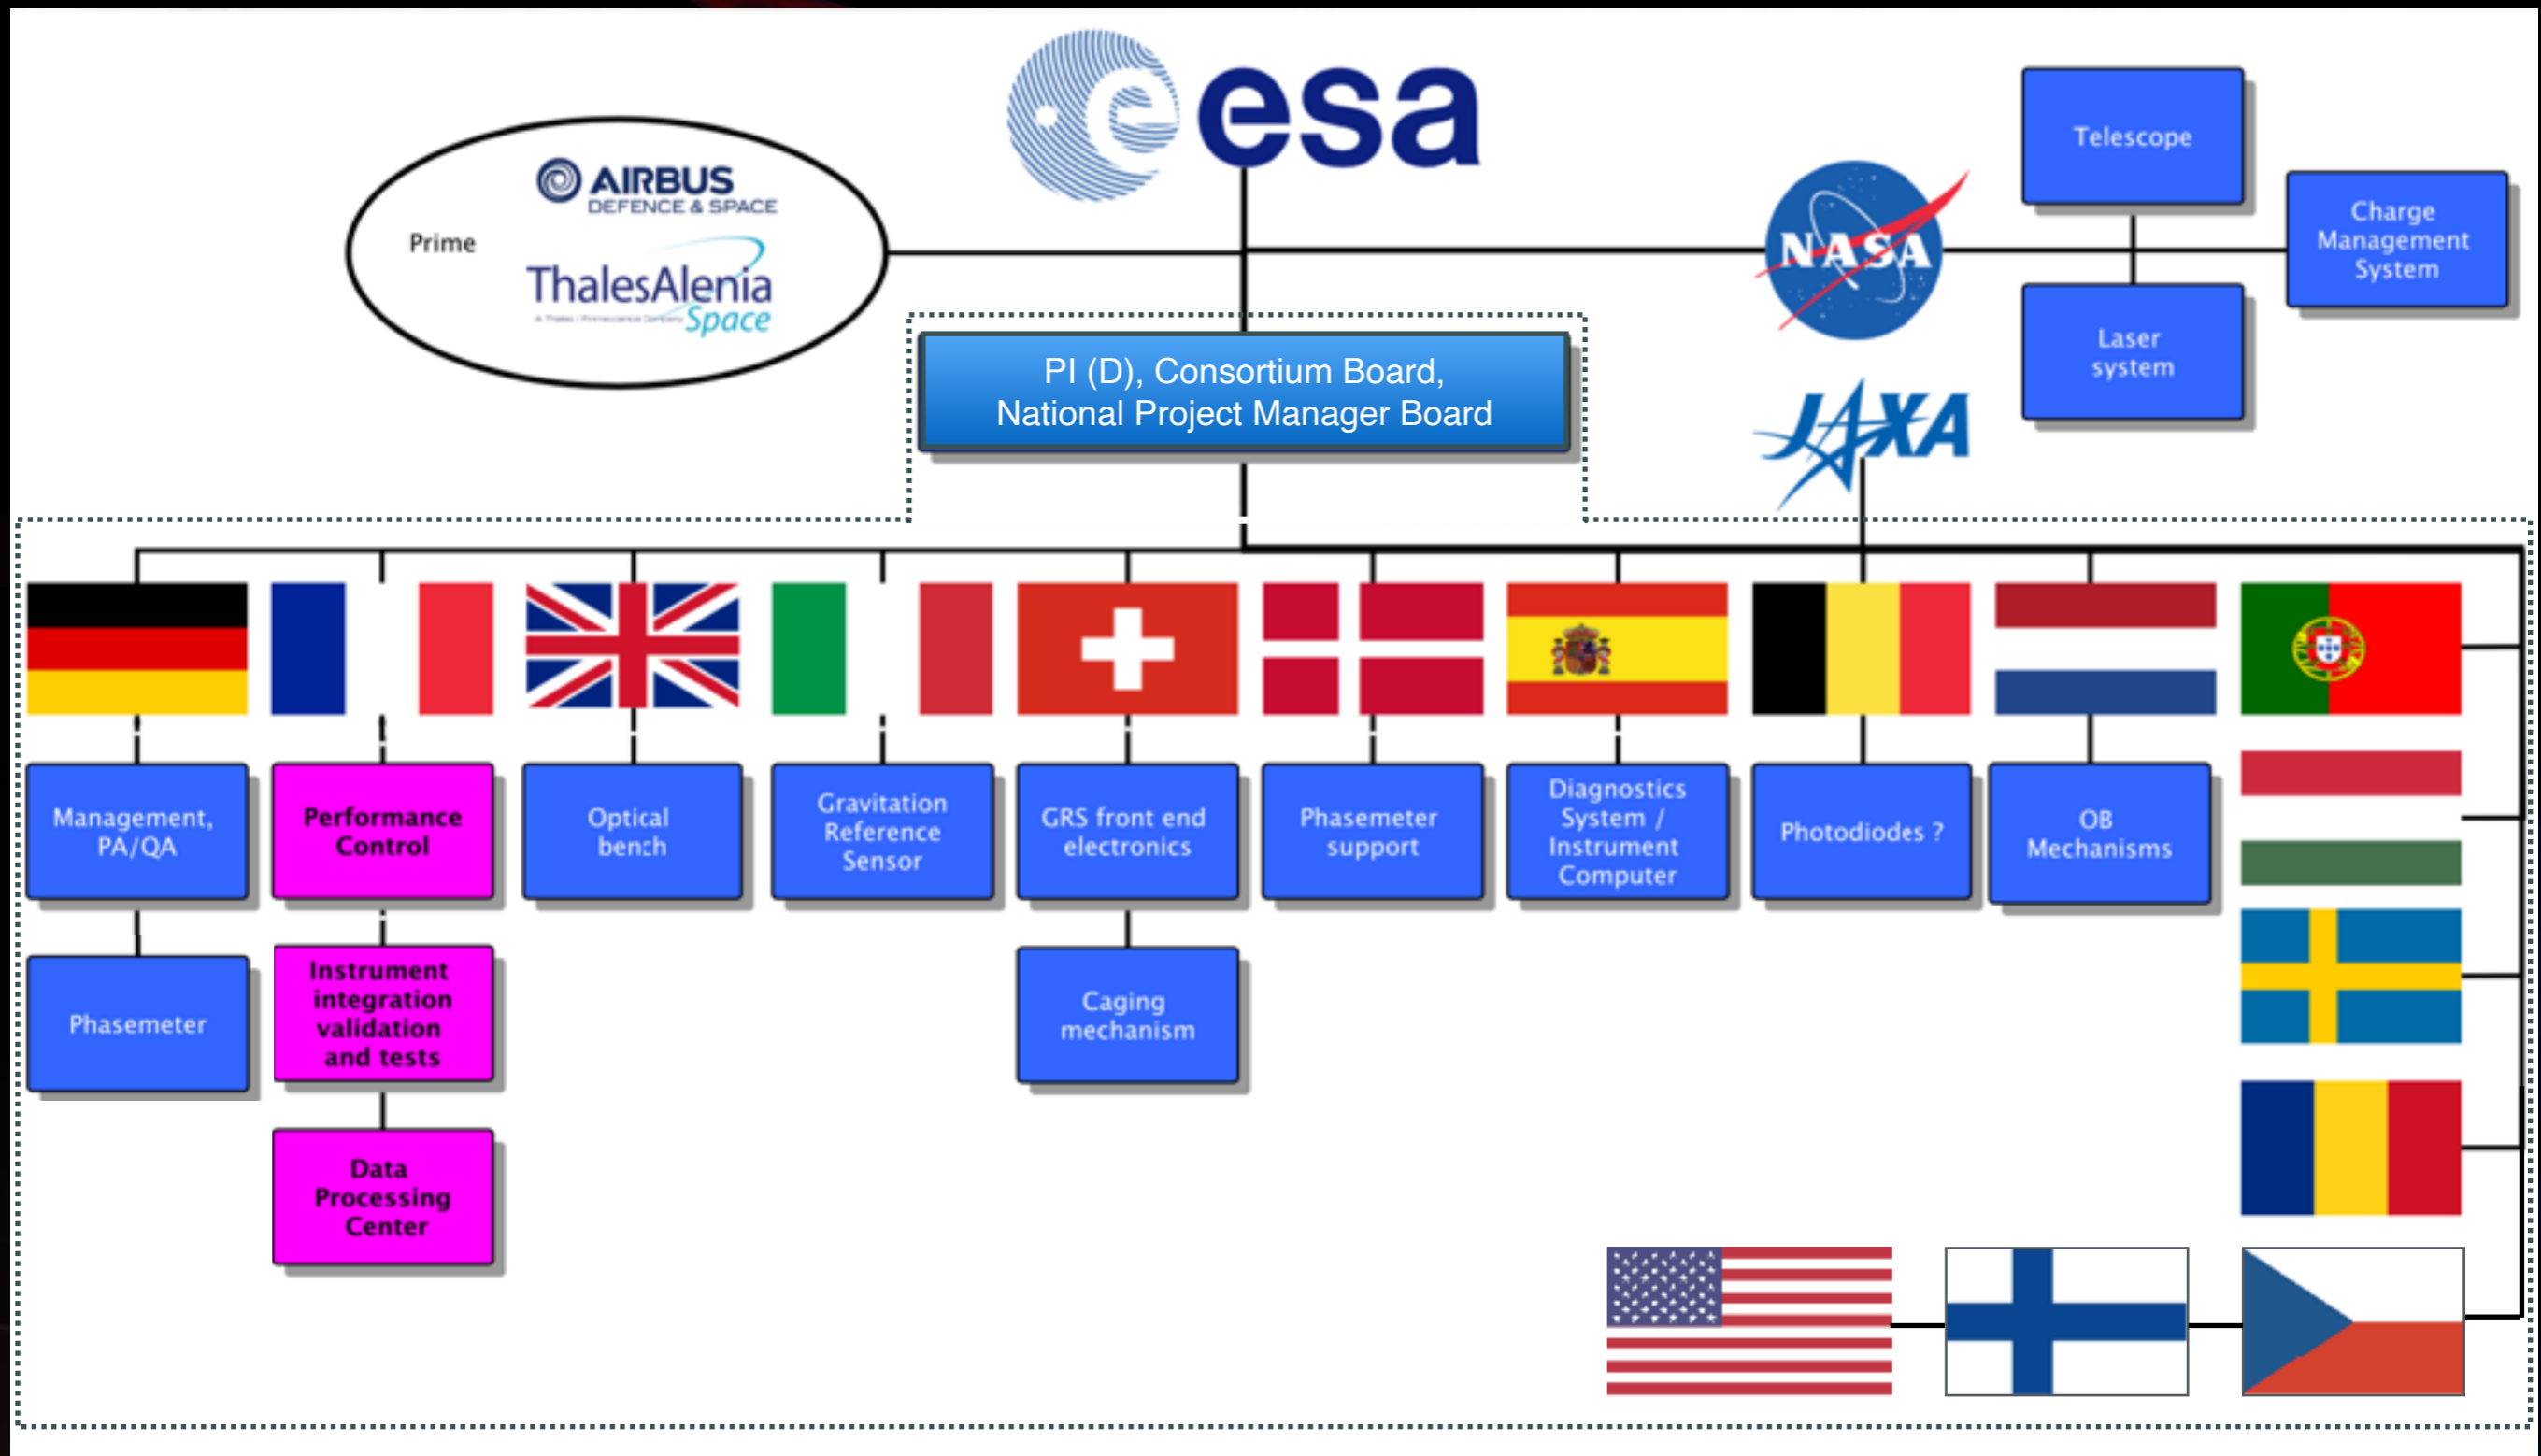 esa
AIRBUS
DEFENCE & SPACE
Prime
ThalesAlenia
Space
NASA
Telescope
Charge
Management
System
Laser
system
PI (D), Consortium Board,
National Project Manager Board
JAXA
Management,
PA/QA
Performance
Control
Optical
bench
Gravitation
Reference
Sensor
GRS front end
electronics
Phasemeter
support
Diagnostics
System /
Instrument
Computer
Photodiodes ?
OB
Mechanisms
Phasemeter
Instrument
integration
validation
and tests
Caging
mechanism
Data
Processing
Center